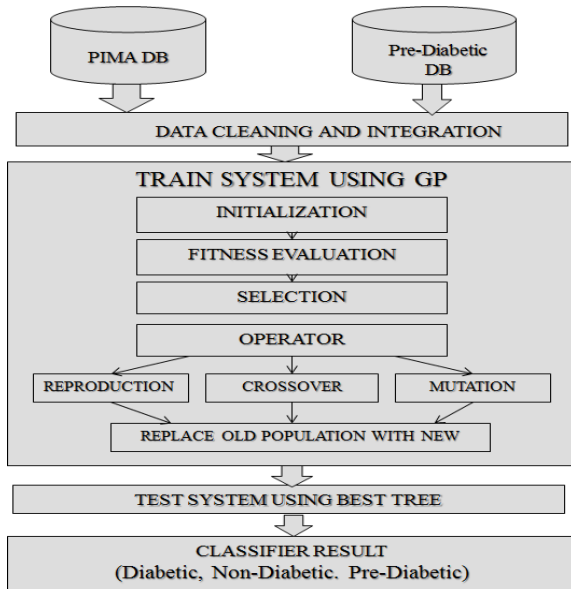 PIMA DB
Pre-Diabetic
DB
DATA CLEANING AND INTEGRATION
TRAIN SYSTEM USING GP
INITIALIZATION
FITNESS EVALUATION
SELECTION
OPERATOR
REPRODUCTION
CROSSOVER
MUTATION
REPLACE OLD POPULATION WITH NEW
TEST SYSTEM USING BEST TREE
CLASSIFIER RESULT
(Diabetic, Non-Diabetic. Pre-Diabetic)